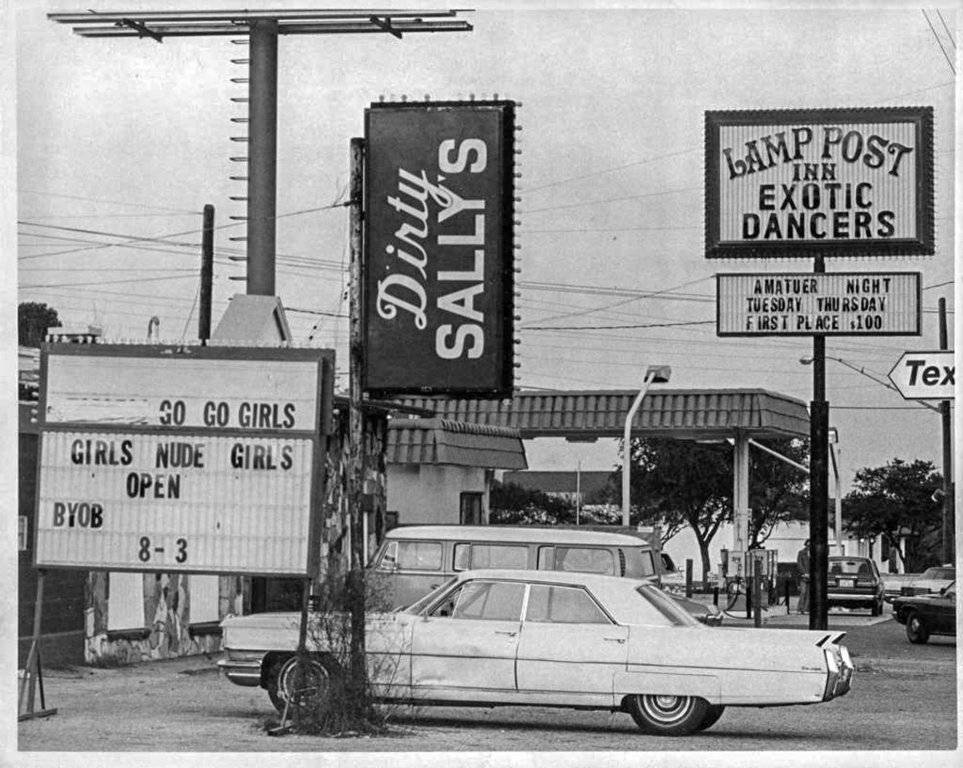 Dirty
SALLY'S
LAMP POST
INN
EXOTIC
DANCERS
AMATUER NIGHT
TUESDAY THURSDAY
FIRST PLACE $100
Tex
GO GO GIRLS
GIRLS NUDE GIRLS
OPEN
BYOB
8-3